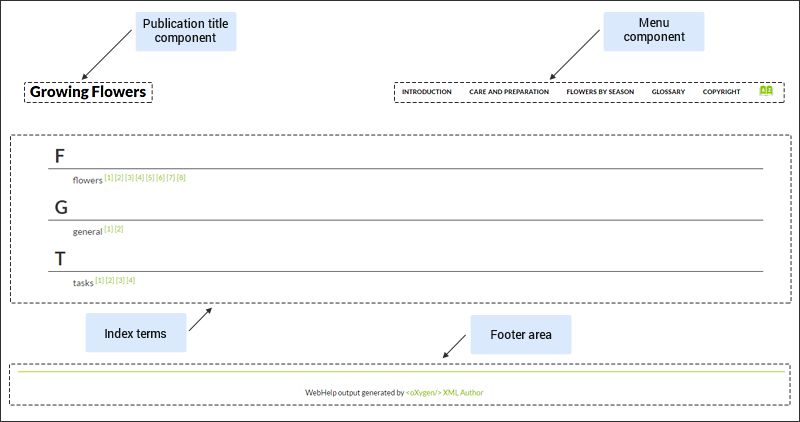 Publication title
component
Menu
component
Growing Flowers
INTRODUCTION CARE AND PREPARATION FLOWERS BY SEASON GLOSSARY COPYRIGHT
F
flowers [1] [2] [3] [4] [5] [6] [7] [8]
G
general [1] [2]
T
tasks [1] [2] [3] [4]
Index terms
Footer area
WebHelp output generated by <oXygen/> XML Author